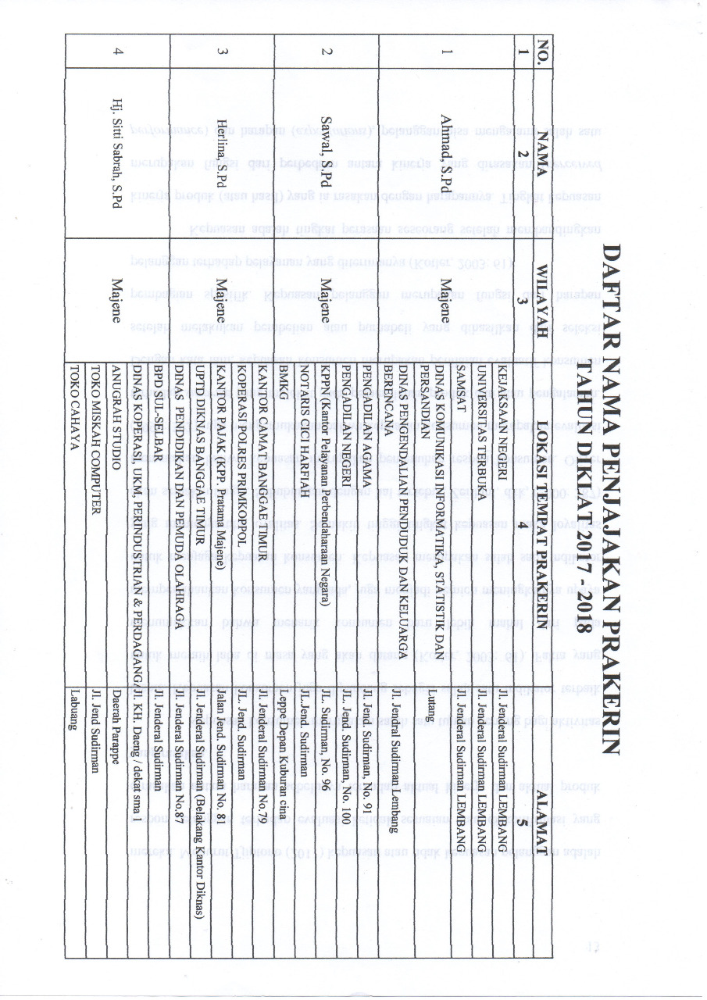 DAFTAR NAMA PENJAJAKAN PRAKERIN
TAHUN DIKLAT 2017 - 2018
NO. NAMA WILAYAH LOKASI TEMPAT PRAKERIN ALAMAT
1 2 3 4 5
1 Ahmad, S.Pd Majene
KEJAKSAAN NEGERI Jl. Jenderal Sudirman LEMBANG
UNIVERSITAS TERBUKA Jl. Jenderal Sudirman LEMBANG
SAMSAT Jl. Jenderal Sudirman LEMBANG
DINAS KOMUNIKASI INFORMATIKA, STATISTIK DAN
PERSANDIAN Lutang
DINAS PENGENDALIAN PENDUDUK DAN KELUARGA
BERENCANA Jl. Jendral Sudirman Lembang
2 Sawal, S.Pd Majene
PENGADILAN AGAMA Jl. Jend. Sudirman, No. 91
PENGADILAN NEGERI JL. Jend. Sudirman, No. 100
KPPN (Kantor Pelayanan Perbendaharaan Negara) JL. Sudirman, No. 96
NOTARIS CICI HAFIAH JL..Jend. Sudirman
BMKG Leppe Depan Kuburan cina
3 Herlina, S.Pd Majene
KANTOR CAMAT BANGGAE TIMUR Jl Jenderal Sudirman No.79
KOPERASI POLRES PRIMKOPPOL JL. Jend. Sudirman
KANTOR PAJAK (KPP. Pratama Majene) Jalan Jend. Sudirman No. 81
UPTD DIKNAS BANGGAE TIMUR Jl. Jenderal Sudirman (Belakang Kantor Diknas)
DINAS PENDIDIKAN DAN PEMUDA OLAHRAGA Jl. Jenderal Sudirman No.87
4 Hj. Sitti Sabrah, S.Pd Majene
BPD SUL-SELBAR Jl. Jenderal Sudirman
DINAS KOPERASI, UKM, PERINDUSTRIAN & PERDAGANGA Jl. KH. Daeng / dekat sma 1
ANUGRAH STUDIO Daerah Parappe
TOKO MISKAH COMPUTER Jl. Jend Sudirman
TOKO CAHAYA Labuang